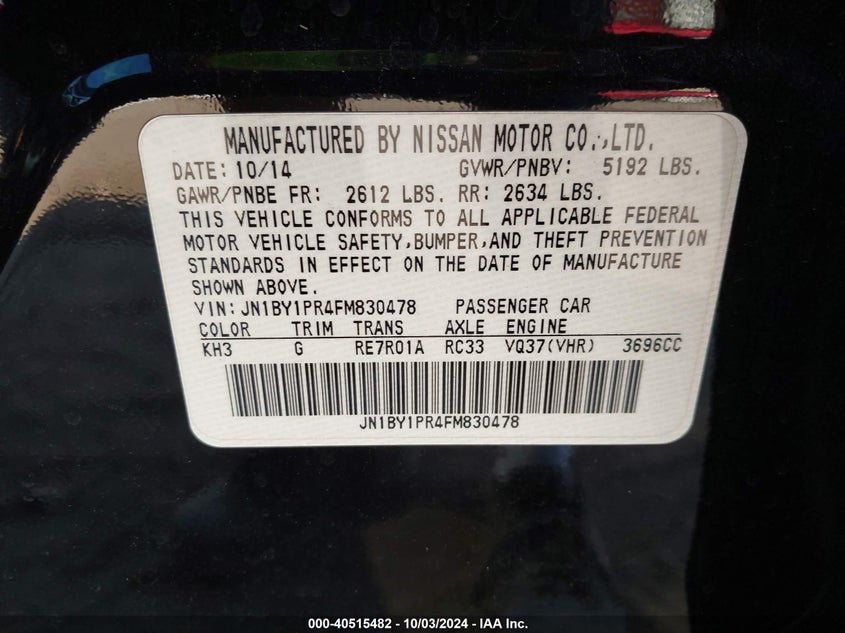 MANUFACTURED BY NISSAN MOTOR CO.,LTD.
DATE: 10/14 GVWR/PNBV: 5192 LBS.
GAWR/PNBE FR: 2612 LBS. RR: 2634 LBS.
THIS VEHICLE CONFORMS TO ALL APPLICABLE FEDERAL
MOTOR VEHICLE SAFETY,BUMPER,AND THEFT PREVENTION
STANDARDS IN EFFECT ON THE DATE OF MANUFACTURE
SHOWN ABOVE.
VIN:JN1BY1PR4FM830478 PASSENGER CAR
COLOR TRIM TRANS AXLE ENGINE
KH3 G RE7R01A RC33 VQ37(VHR) 3696CC
JN1BY1PR4FM830478
000-40515482 - 10/03/2024 - IAA Inc.